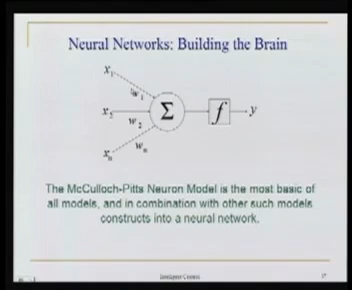 Neural Networks: Building the Brain
x1
w1
x2
w2
Σ
f
y
xn
wn
The McCulloch-Pitts Neuron Model is the most basic of
all models, and in combination with other such models
constructs into a neural network.
Intelligent Control